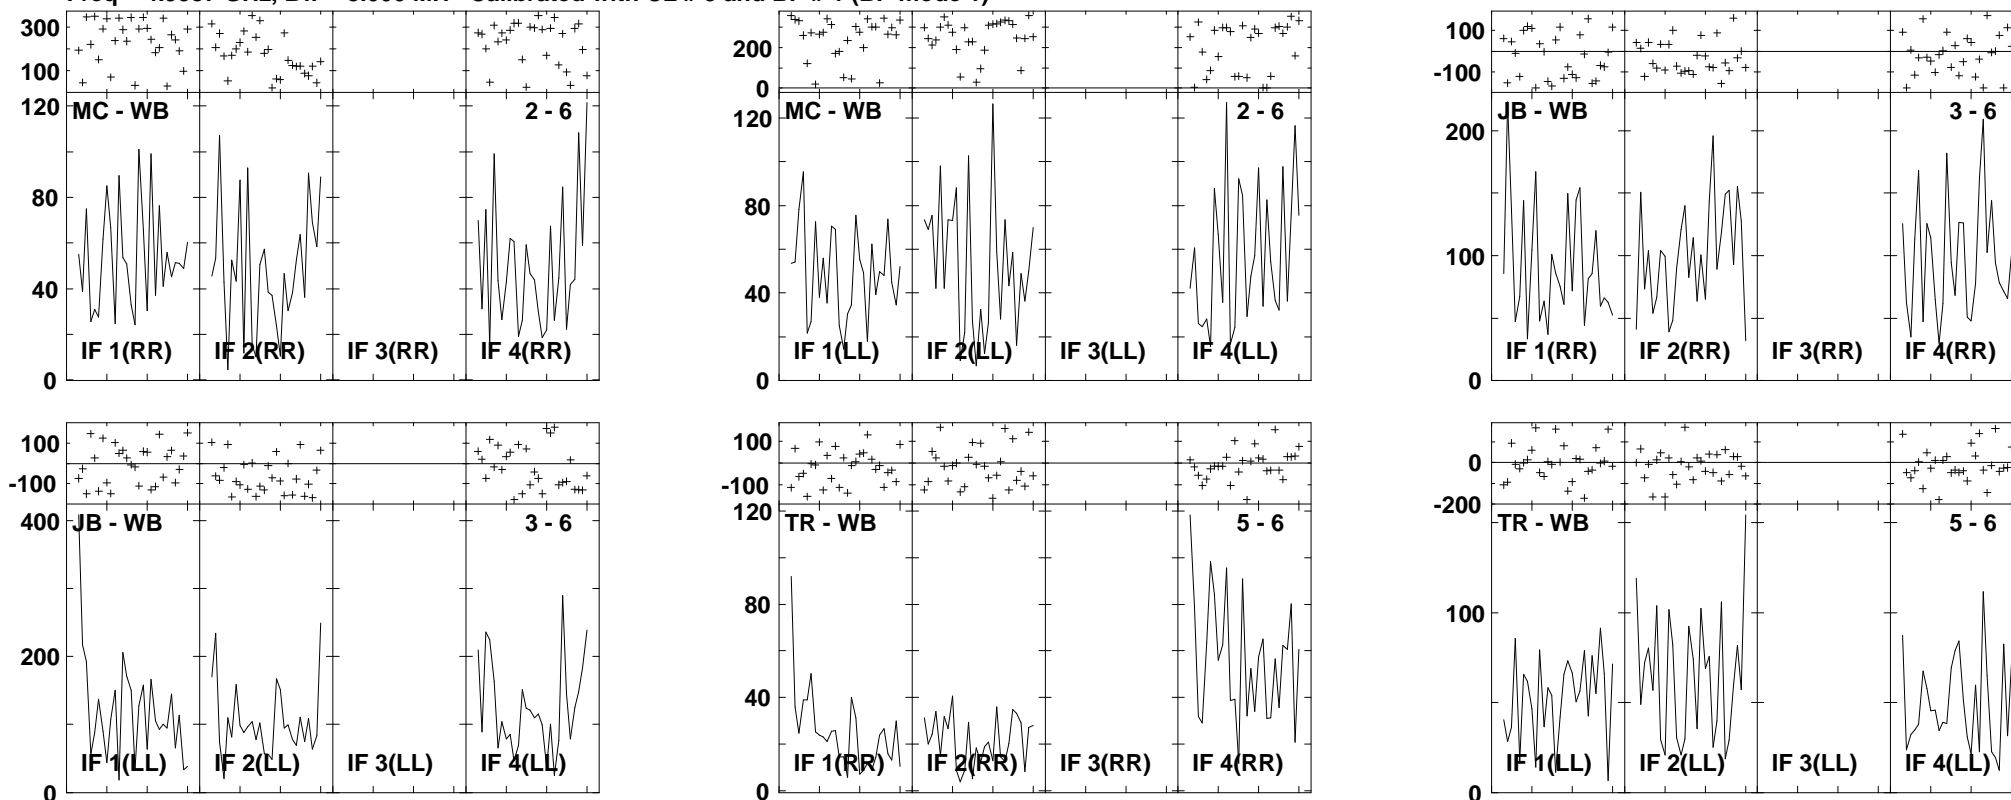 300
100
120
80
40
0
MC - WB
2 - 6
IF 1(RR)
IF 2(RR)
IF 3(RR)
IF 4(RR)
200
0
120
80
40
0
MC - WB
2 - 6
IF 1(LL)
IF 2(LL)
IF 3(LL)
IF 4(LL)
100
-100
200
100
0
JB - WB
3 - 6
IF 1(RR)
IF 2(RR)
IF 3(RR)
IF 4(RR)
100
-100
400
200
0
JB - WB
3 - 6
IF 1(LL)
IF 2(LL)
IF 3(LL)
IF 4(LL)
100
-100
120
80
40
0
TR - WB
5 - 6
IF 1(RR)
IF 2(RR)
IF 3(RR)
IF 4(RR)
100
0
-200
100
0
TR - WB
5 - 6
IF 1(LL)
IF 2(LL)
IF 3(LL)
IF 4(LL)